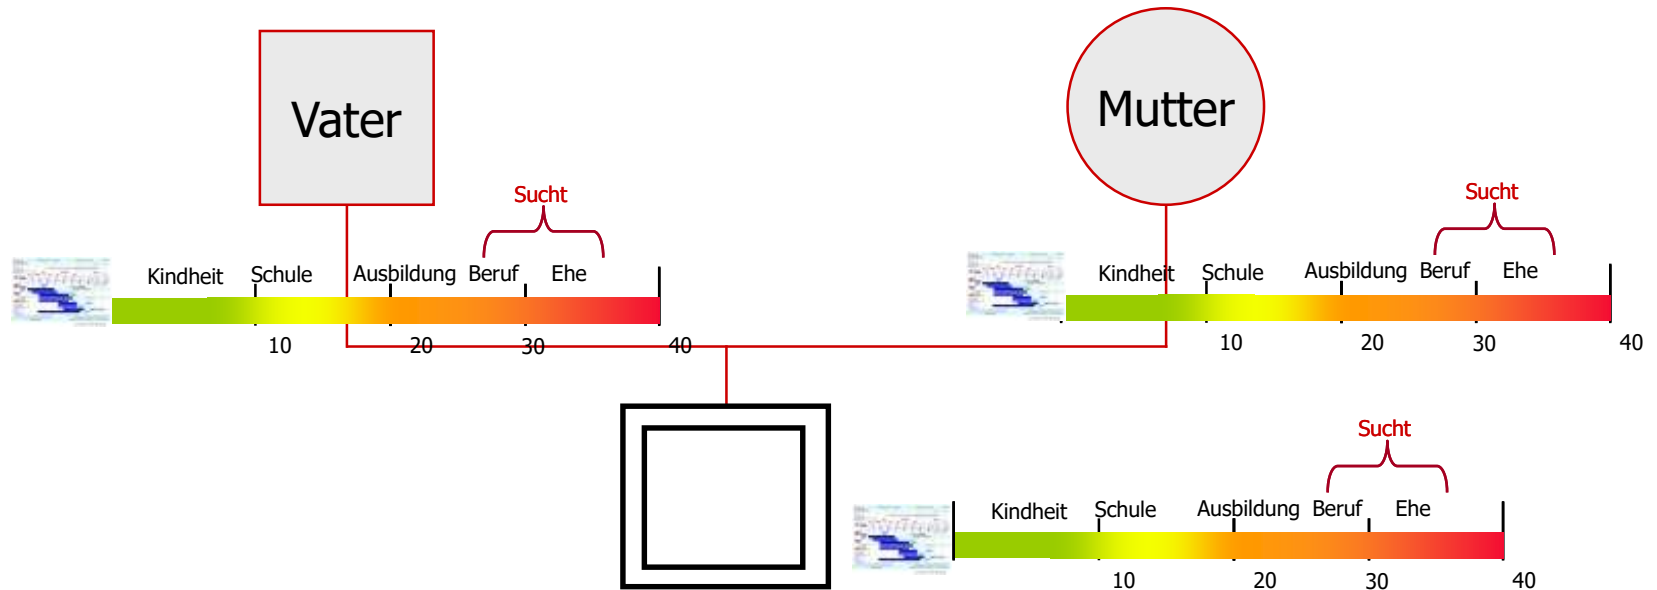 Vater
Mutter
Sucht
Kindheit Schule Ausbildung Beruf Ehe
10 20 30 40
Sucht
Kindheit Schule Ausbildung Beruf Ehe
10 20 30 40
Sucht
Kindheit Schule Ausbildung Beruf Ehe
10 20 30 40